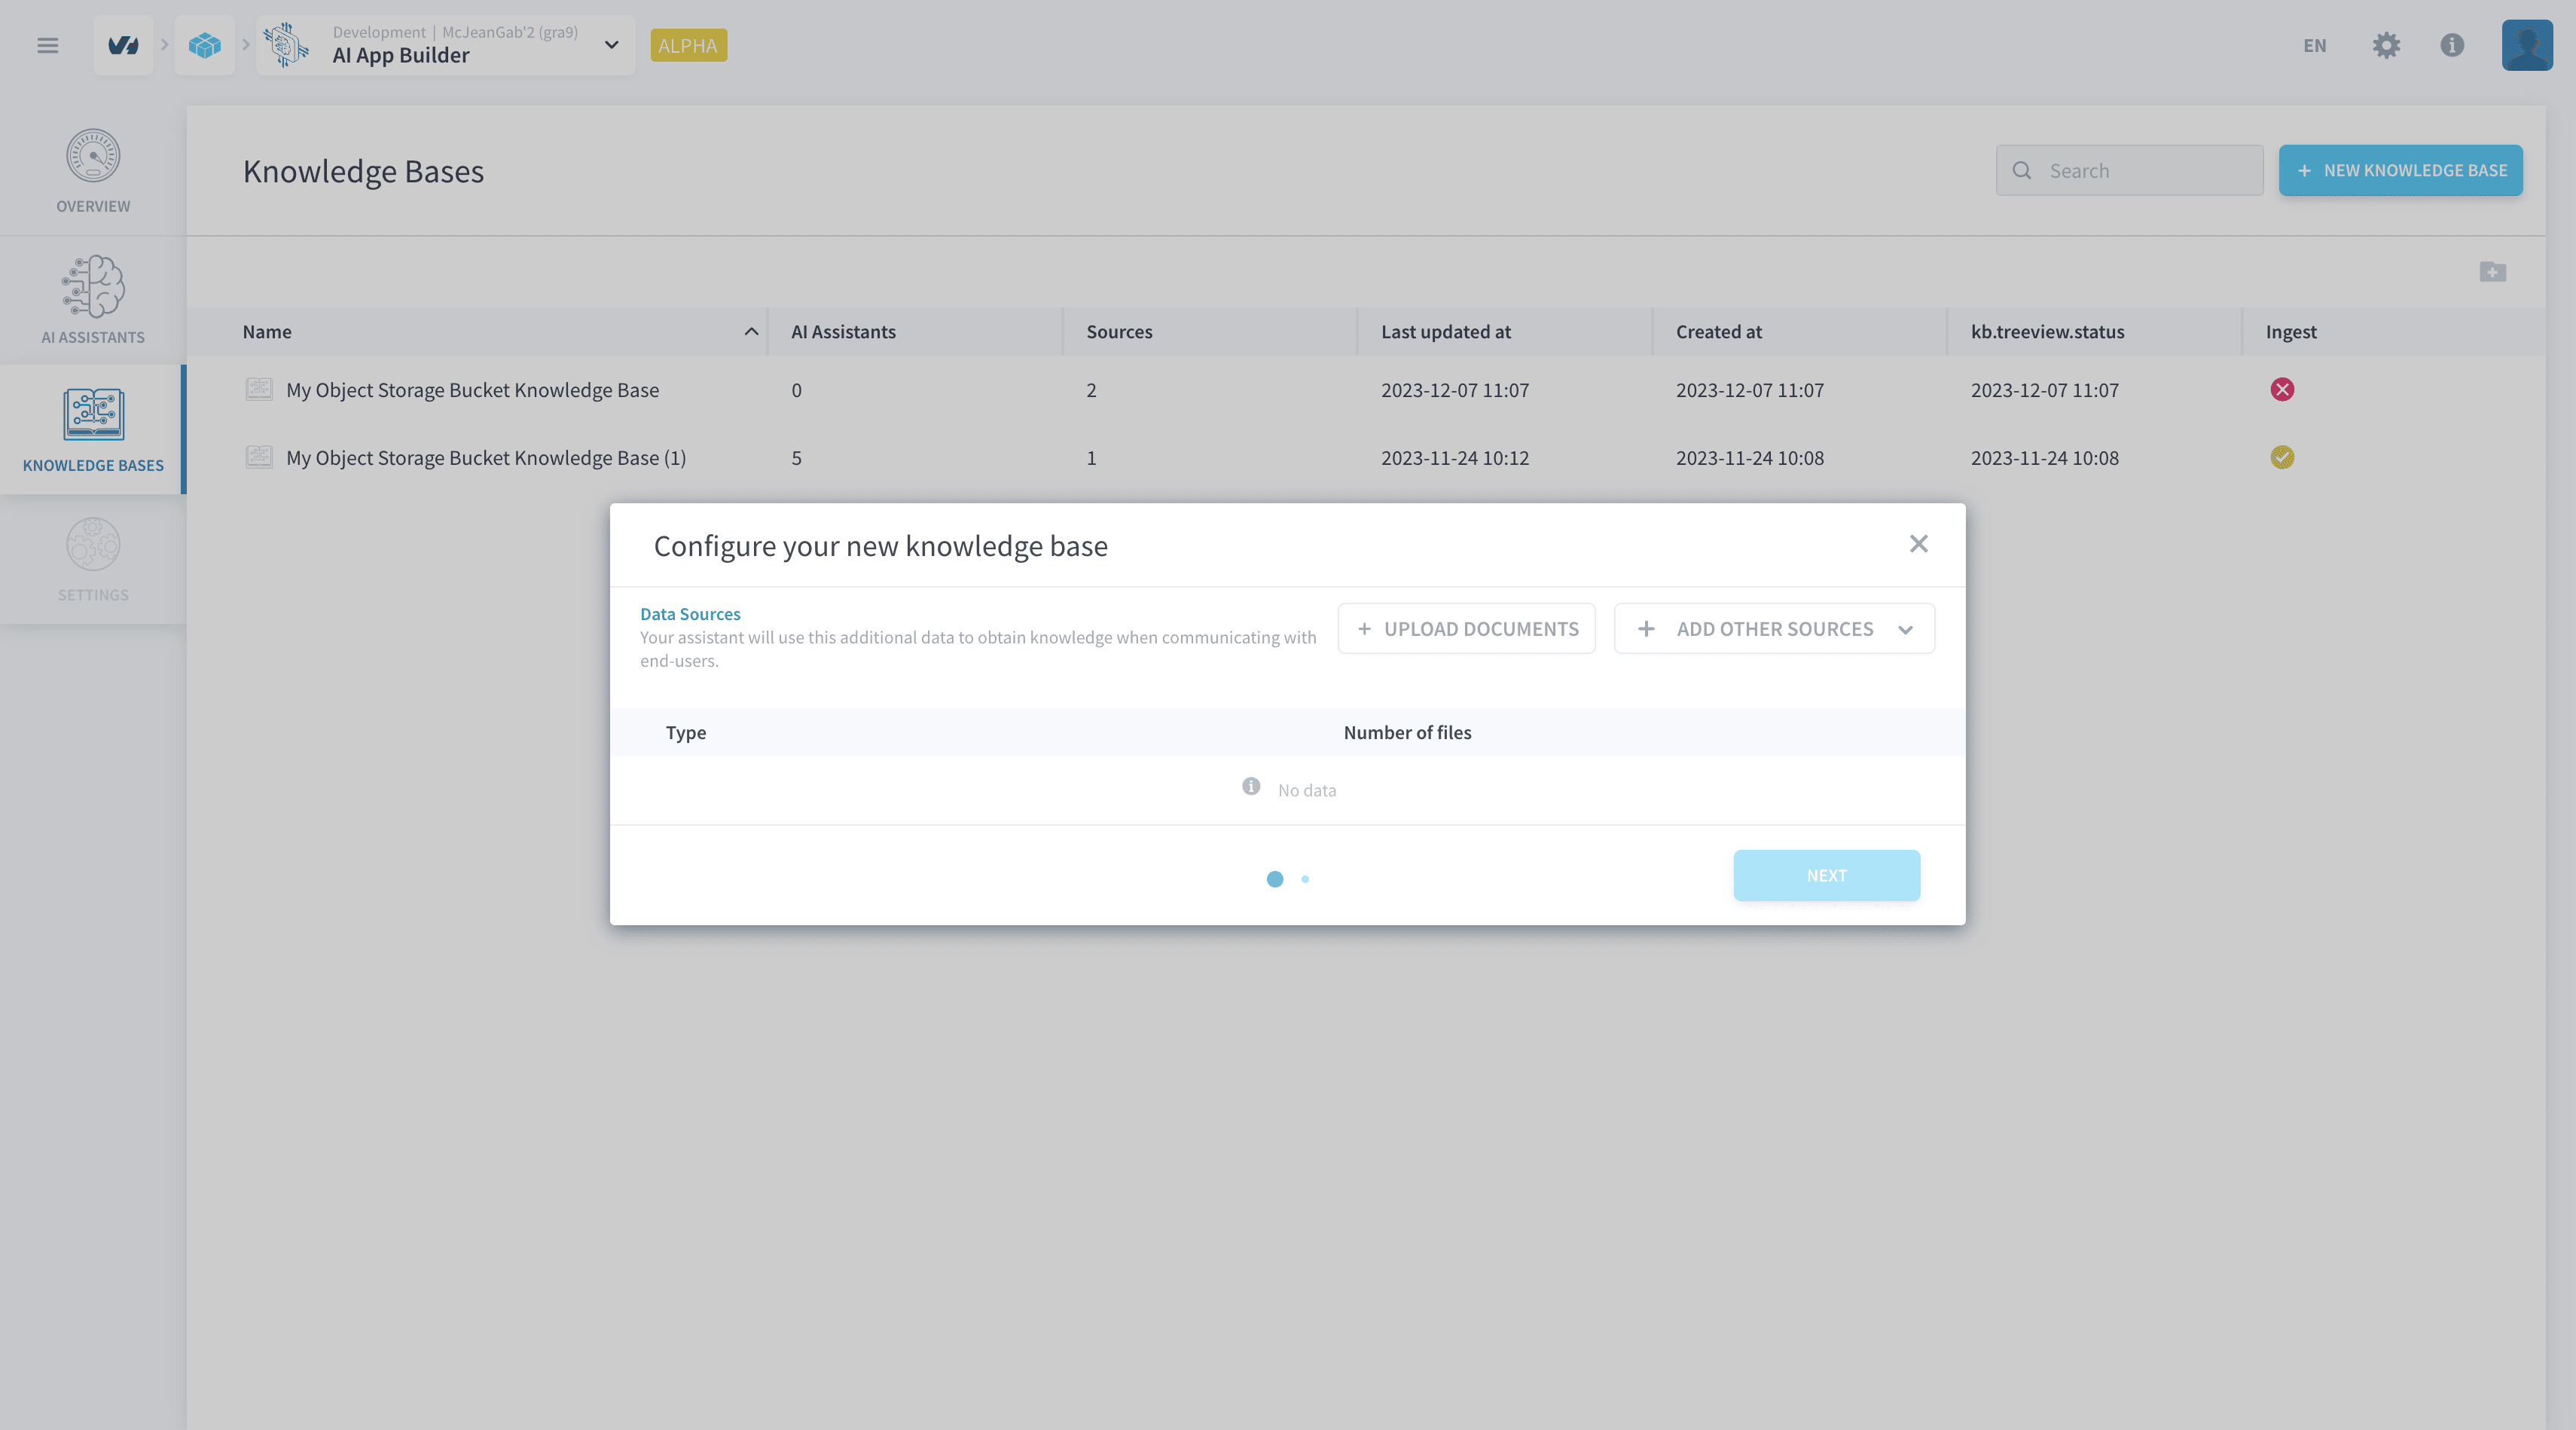 Development | McJeanGab'2 (gra9)
AI App Builder
ALPHA
EN
OVERVIEW
AI ASSISTANTS
KNOWLEDGE BASES
SETTINGS
Knowledge Bases
Search
+ NEW KNOWLEDGE BASE
Name AI Assistants Sources Last updated at Created at kb.treeview.status Ingest
My Object Storage Bucket Knowledge Base 0 2 2023-12-07 11:07 2023-12-07 11:07 2023-12-07 11:07
My Object Storage Bucket Knowledge Base (1) 5 1 2023-11-24 10:12 2023-11-24 10:08 2023-11-24 10:08
Configure your new knowledge base
Data Sources
Your assistant will use this additional data to obtain knowledge when communicating with
end-users.
+ UPLOAD DOCUMENTS
+ ADD OTHER SOURCES
Type Number of files
No data
NEXT